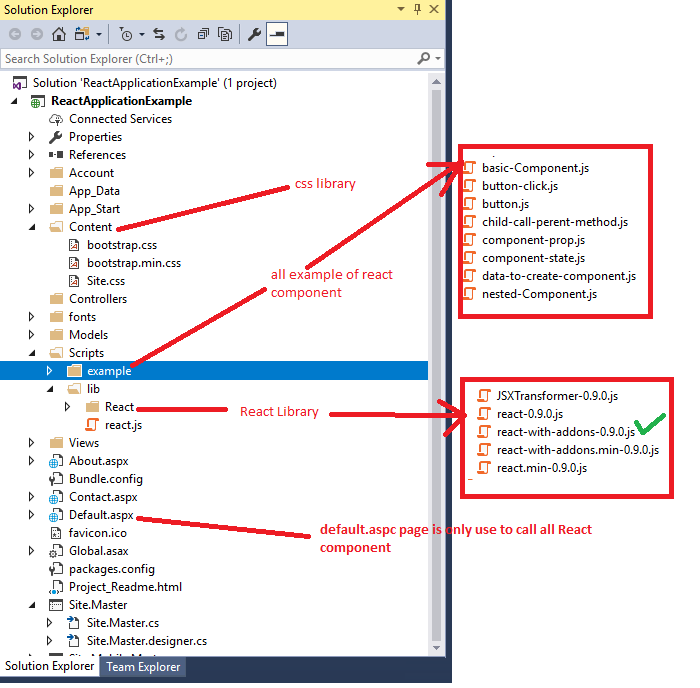 Solution Explorer
Search Solution Explorer (Ctrl+;)
Solution 'ReactApplicationExample' (1 project)
ReactApplicationExample
Connected Services
Properties
References
Account
App_Data
App_Start
Content
bootstrap.css
bootstrap.min.css
Site.css
Controllers
fonts
Models
Scripts
example
lib
React
react.js
Views
About.aspx
Bundle.config
Contact.aspx
Default.aspx
favicon.ico
Global.asax
packages.config
Project_Readme.html
Site.Master
Site.Master.cs
Site.Master.designer.cs
Solution Explorer
Team Explorer
css library
all example of react
component
React Library
default.aspc page is only use to call all React
component
basic-Component.js
button-click.js
button.js
child-call-perent-method.js
component-prop.js
component-state.js
data-to-create-component.js
nested-Component.js
JSXTransformer-0.9.0.js
react-0.9.0.js
react-with-addons-0.9.0.js
react-with-addons.min-0.9.0.js
react.min-0.9.0.js